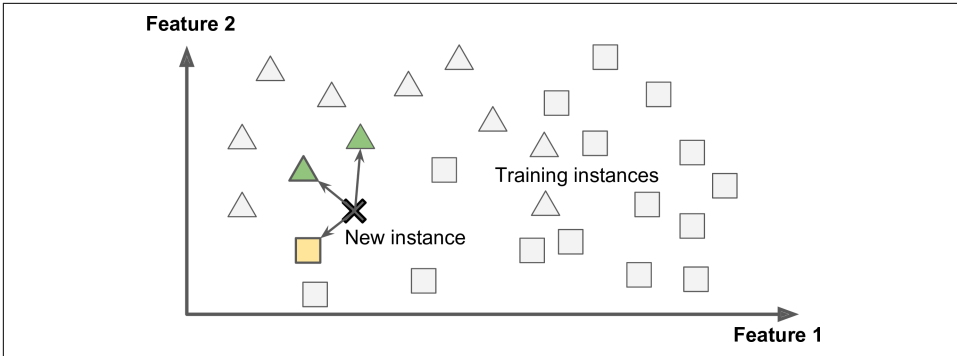 Feature 2
Training instances
New instance
Feature 1